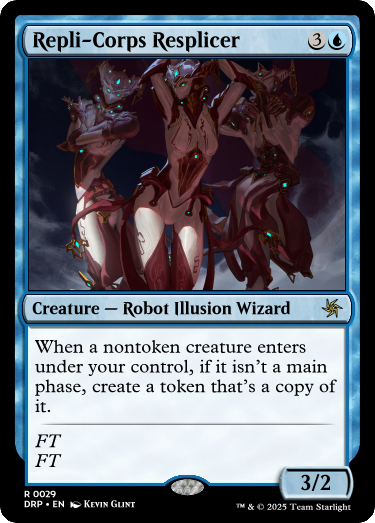 Repli-Corps Resplicer 3
Creature — Robot Illusion Wizard
When a nontoken creature enters
under your control, if it isn't a main
phase, create a token that's a copy of
it.
FT
FT
3/2
R 0029
DRP • EN Kevin Glint
™ & © 2025 Team Starlight